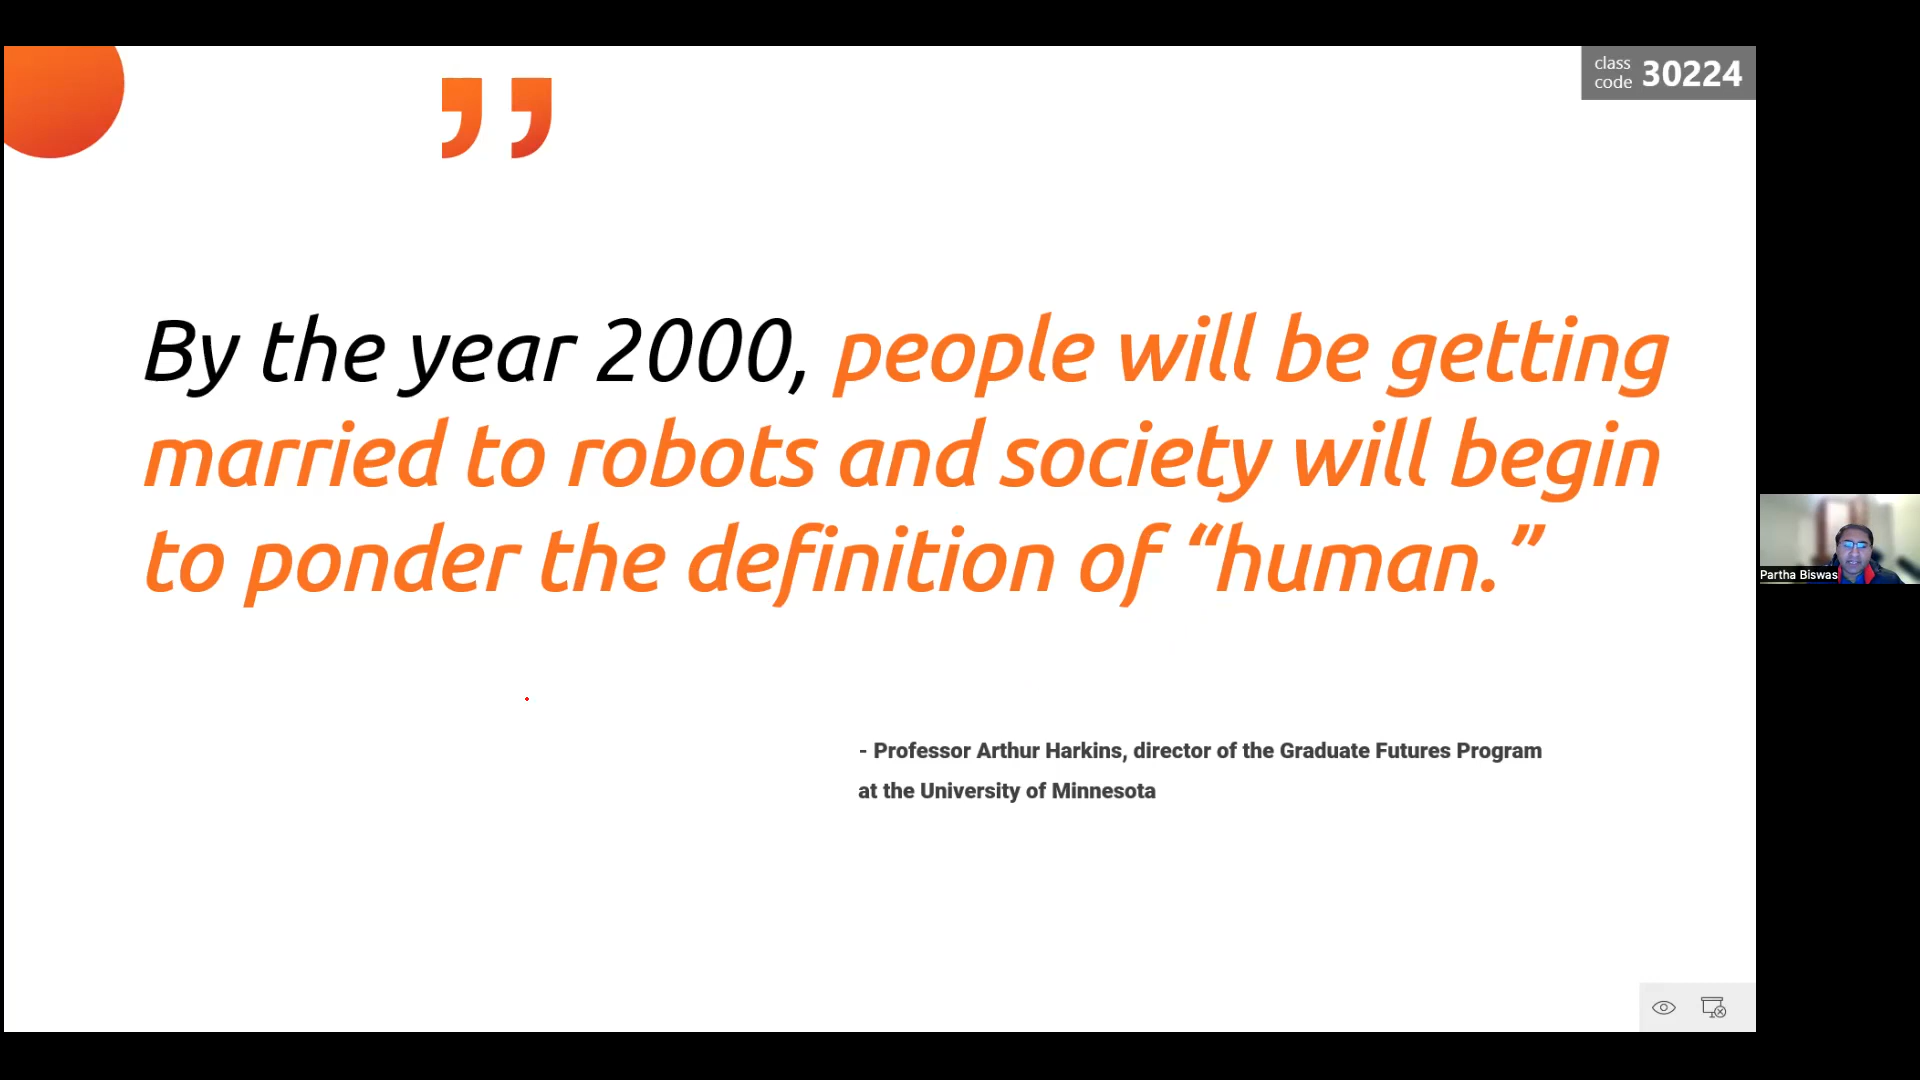 class
code 30224
By the year 2000, people will be getting
married to robots and society will begin
to ponder the definition of “human.”
- Professor Arthur Harkins, director of the Graduate Futures Program
at the University of Minnesota
Partha Biswas